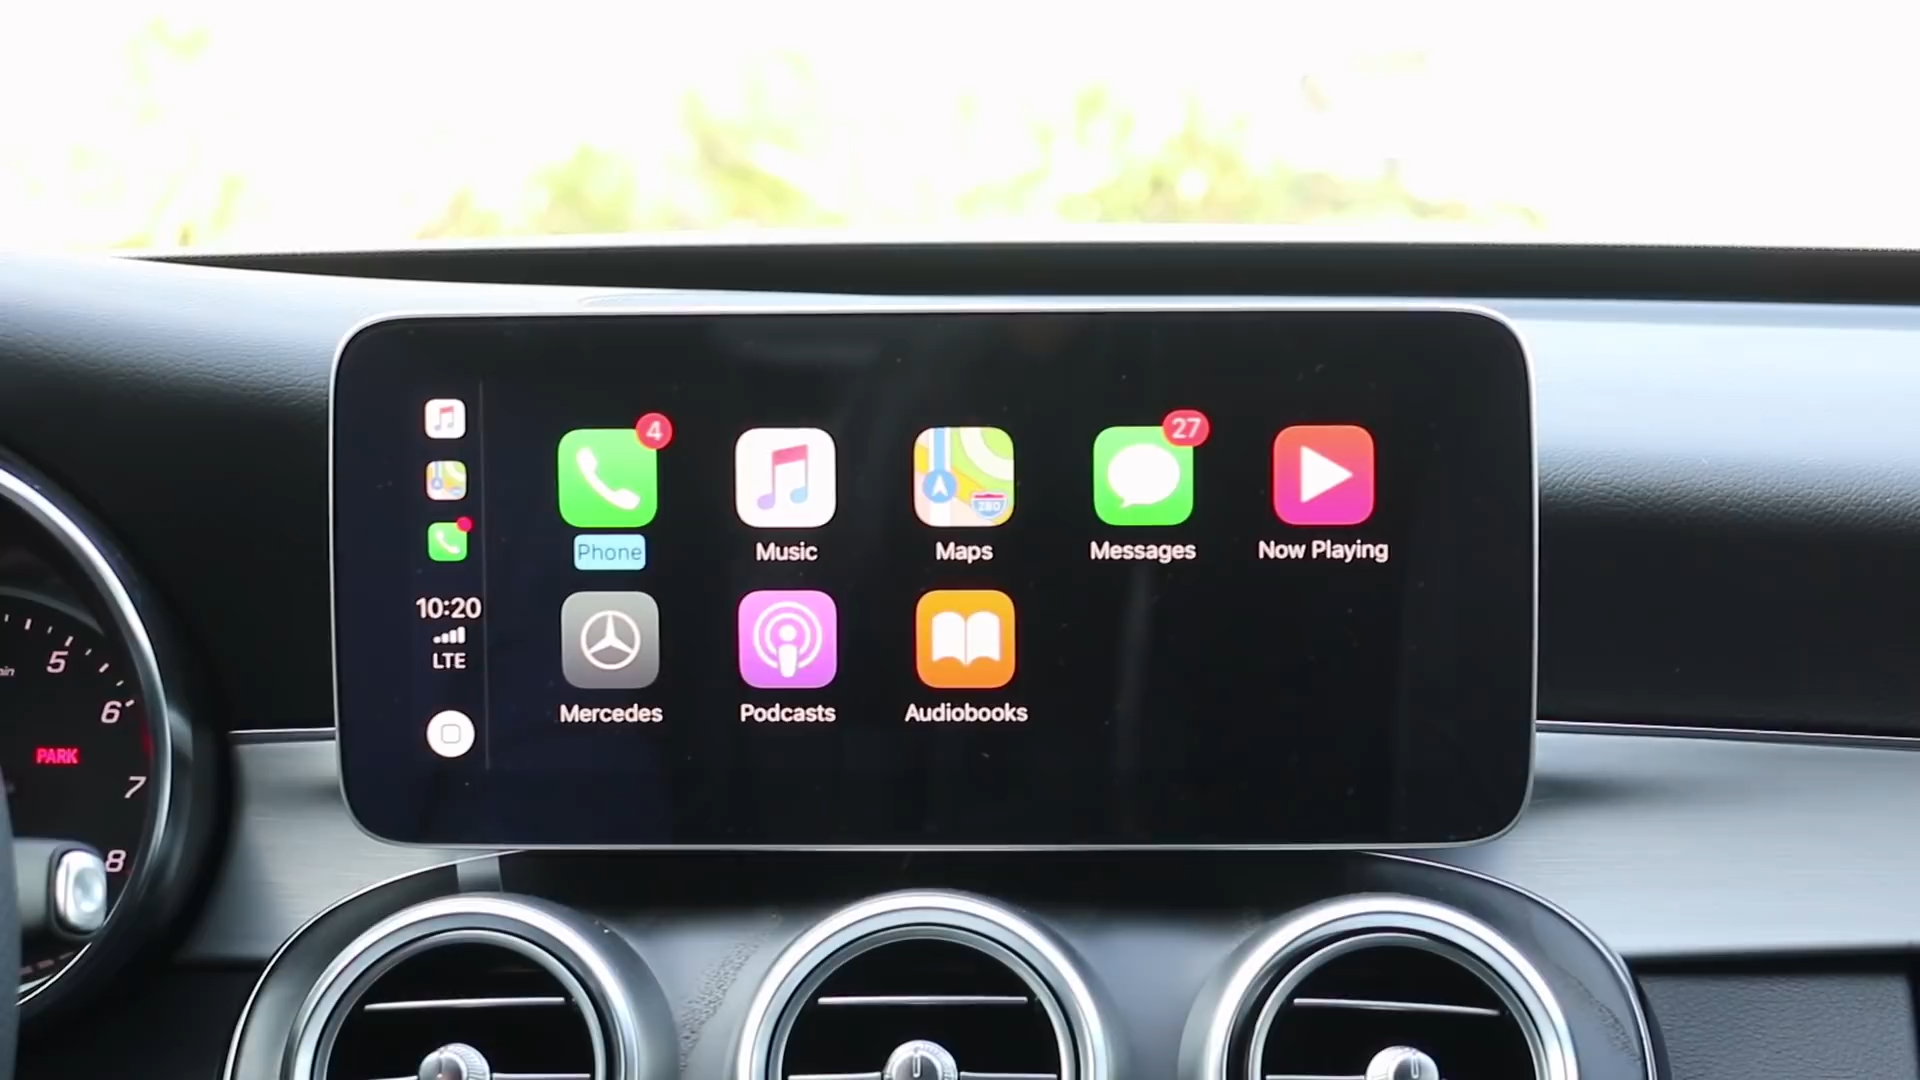 4
27
280
Phone
Music
Maps
Messages
Now Playing
10:20
LTE
Mercedes
Podcasts
Audiobooks
5
6
PARK
7
8